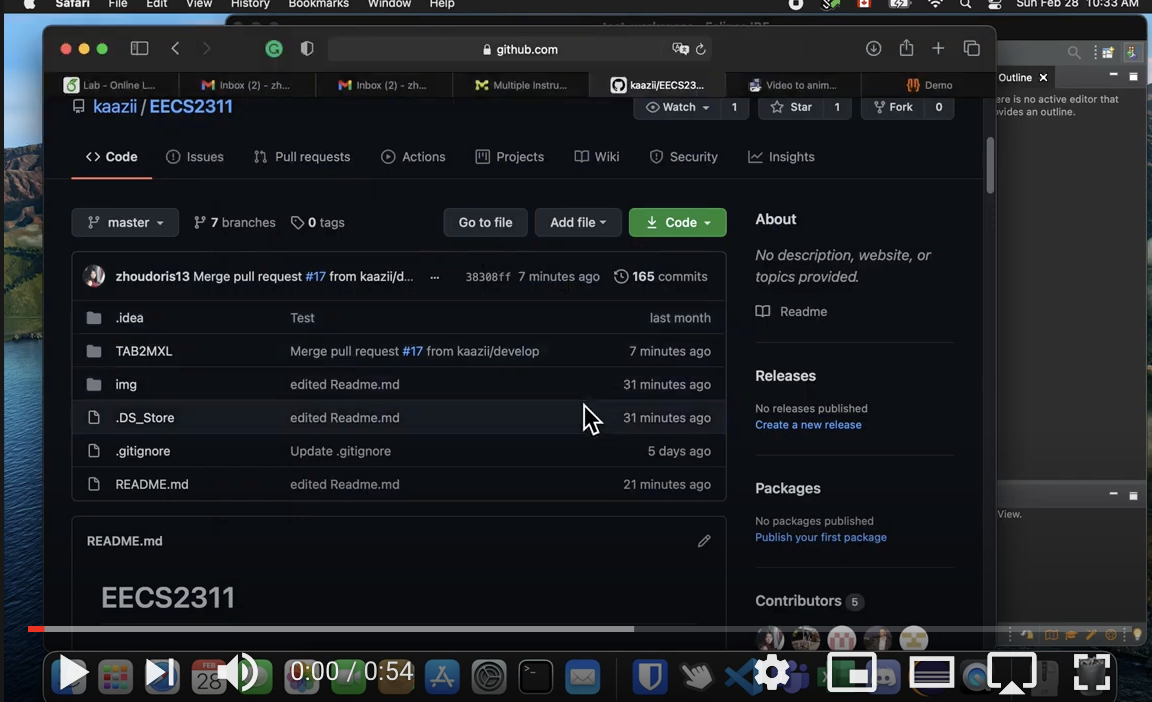 Safari File Edit View History Bookmarks Window Help Sun Feb 28 10:33 AM
github.com
Lab - Online L... Inbox (2) - zh... Inbox (2) - zh... Multiple Instru... kaazii/EECS23... Video to anim... Demo
Outline
ere is no active editor that
vides an outline.
kaazii / EECS2311
Watch 1 Star 1 Fork 0
Code Issues Pull requests Actions Projects Wiki Security Insights
master 7 branches 0 tags Go to file Add file Code
zhoudoris13 Merge pull request #17 from kaazii/d... ... 38308ff 7 minutes ago 165 commits
.idea Test last month
TAB2MXL Merge pull request #17 from kaazii/develop 7 minutes ago
img edited Readme.md 31 minutes ago
.DS_Store edited Readme.md 31 minutes ago
.gitignore Update .gitignore 5 days ago
README.md edited Readme.md 21 minutes ago
About
No description, website, or
topics provided.
Readme
Releases
No releases published
Create a new release
Packages
No packages published
Publish your first package
Contributors 5
View.
README.md
EECS2311
FEB
28
0:00 / 0:54